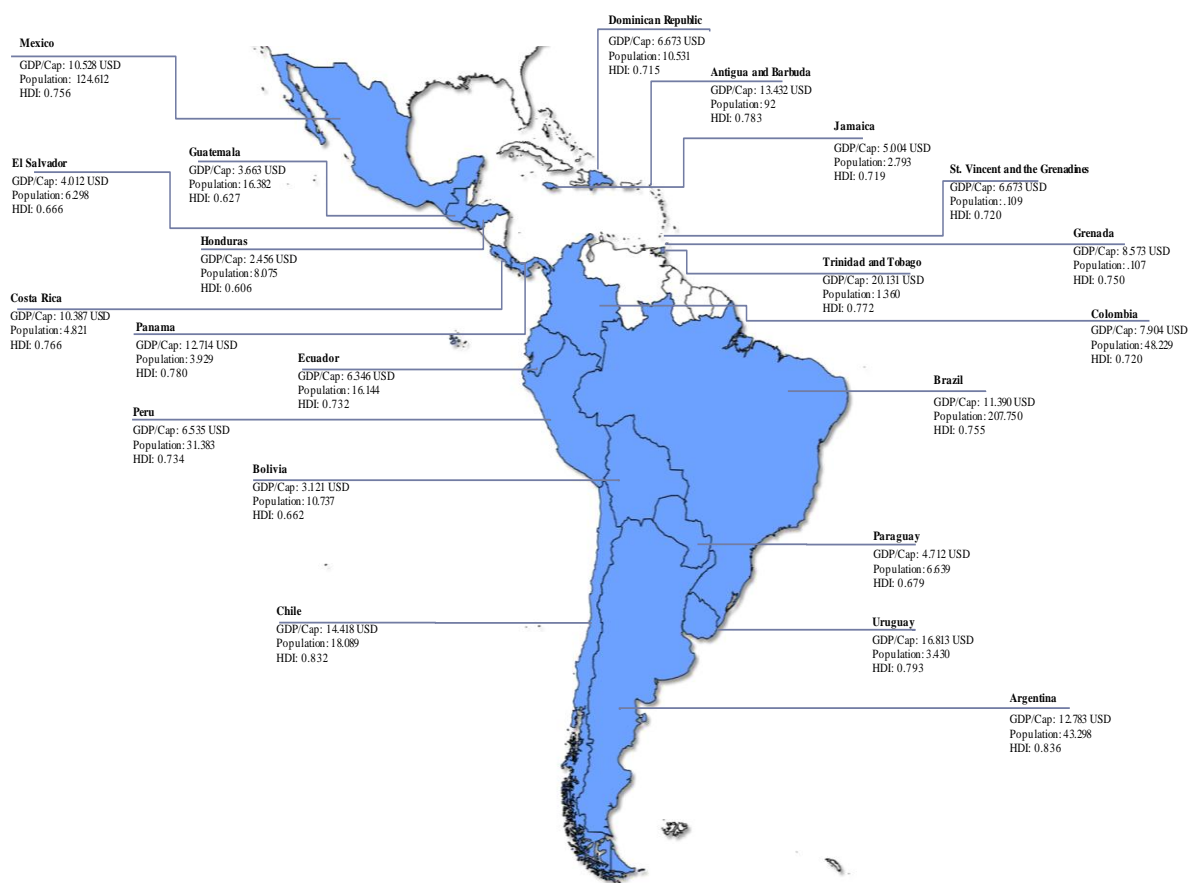 Dominican Republic
GDP/Cap: 6.673 USD
Population: 10.531
HDI: 0.715
Mexico
GDP/Cap: 10.528 USD
Population: 124.612
HDI: 0.756
Antigua and Barbuda
GDP/Cap: 13.432 USD
Population: 92
HDI: 0.783
Jamaica
GDP/Cap: 5.004 USD
Population: 2.793
HDI: 0.719
Guatemala
GDP/Cap: 3.663 USD
Population: 16.382
HDI: 0.627
El Salvador
GDP/Cap: 4.012 USD
Population: 6.298
HDI: 0.666
St. Vincent and the Grenadines
GDP/Cap: 6.673 USD
Population: .109
HDI: 0.720
Grenada
GDP/Cap: 8.573 USD
Population: .107
HDI: 0.750
Honduras
GDP/Cap: 2.456 USD
Population: 8.075
HDI: 0.606
Trinidad and Tobago
GDP/Cap: 20.131 USD
Population: 1.360
HDI: 0.772
Costa Rica
GDP/Cap: 10.387 USD
Population: 4.821
HDI: 0.766
Colombia
GDP/Cap: 7.904 USD
Population: 48.229
HDI: 0.720
Panama
GDP/Cap: 12.714 USD
Population: 3.929
HDI: 0.780
Ecuador
GDP/Cap: 6.346 USD
Population: 16.144
HDI: 0.732
Brazil
GDP/Cap: 11.390 USD
Population: 207.750
HDI: 0.755
Peru
GDP/Cap: 6.535 USD
Population: 31.383
HDI: 0.734
Bolivia
GDP/Cap: 3.121 USD
Population: 10.737
HDI: 0.662
Paraguay
GDP/Cap: 4.712 USD
Population: 6.639
HDI: 0.679
Chile
GDP/Cap: 14.418 USD
Population: 18.089
HDI: 0.832
Uruguay
GDP/Cap: 16.813 USD
Population: 3.430
HDI: 0.793
Argentina
GDP/Cap: 12.783 USD
Population: 43.298
HDI: 0.836